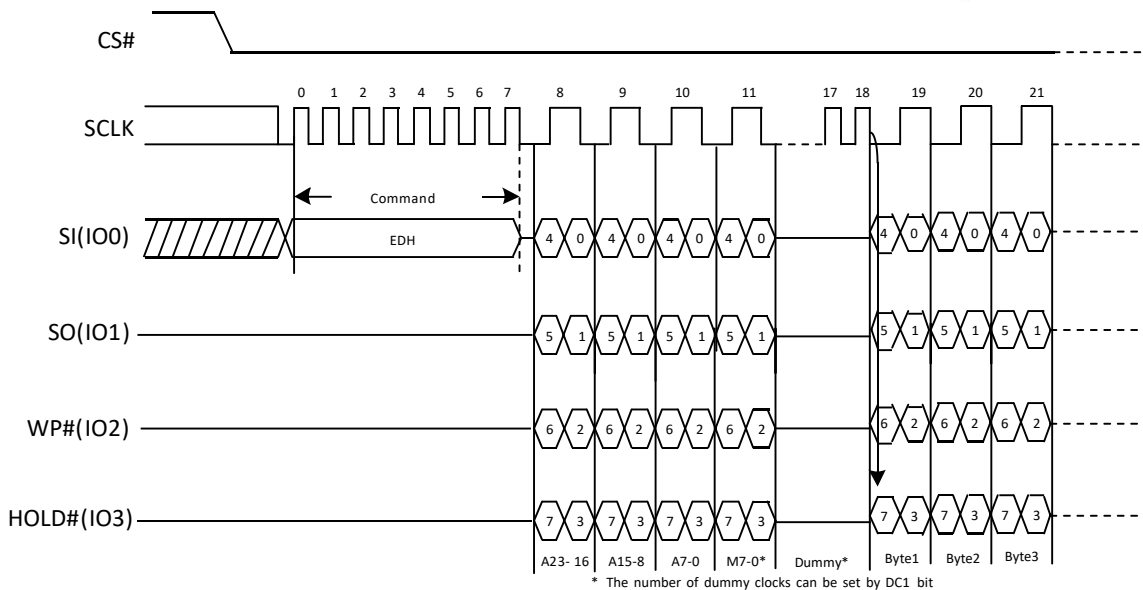 CS#
0 1 2 3 4 5 6 7 8 9 10 11 17 18 19 20 21
SCLK
Command
SI(IO0) EDH 4 0 4 0 4 0 4 0 4 0 4 0 4 0
SO(IO1) 5 1 5 1 5 1 5 1 5 1 5 1 5 1
WP#(IO2) 6 2 6 2 6 2 6 2 6 2 6 2 6 2
HOLD#(IO3) 7 3 7 3 7 3 7 3 7 3 7 3 7 3
A23- 16 A15-8 A7-0 M7-0* Dummy* Byte1 Byte2 Byte3
* The number of dummy clocks can be set by DC1 bit